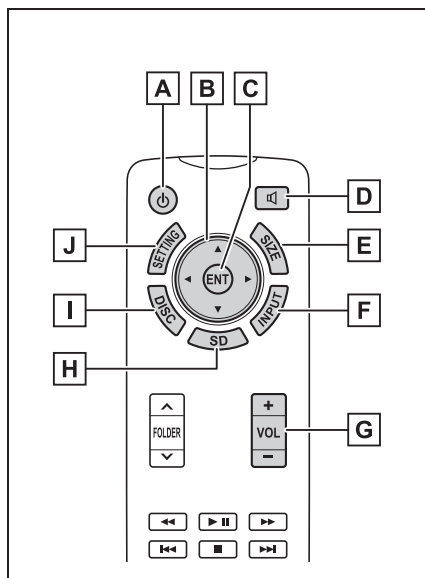 A B C
D
SETTING SIZE
J E
ENT
DISC INPUT
I F
SD
H
FOLDER
+
VOL
−
G